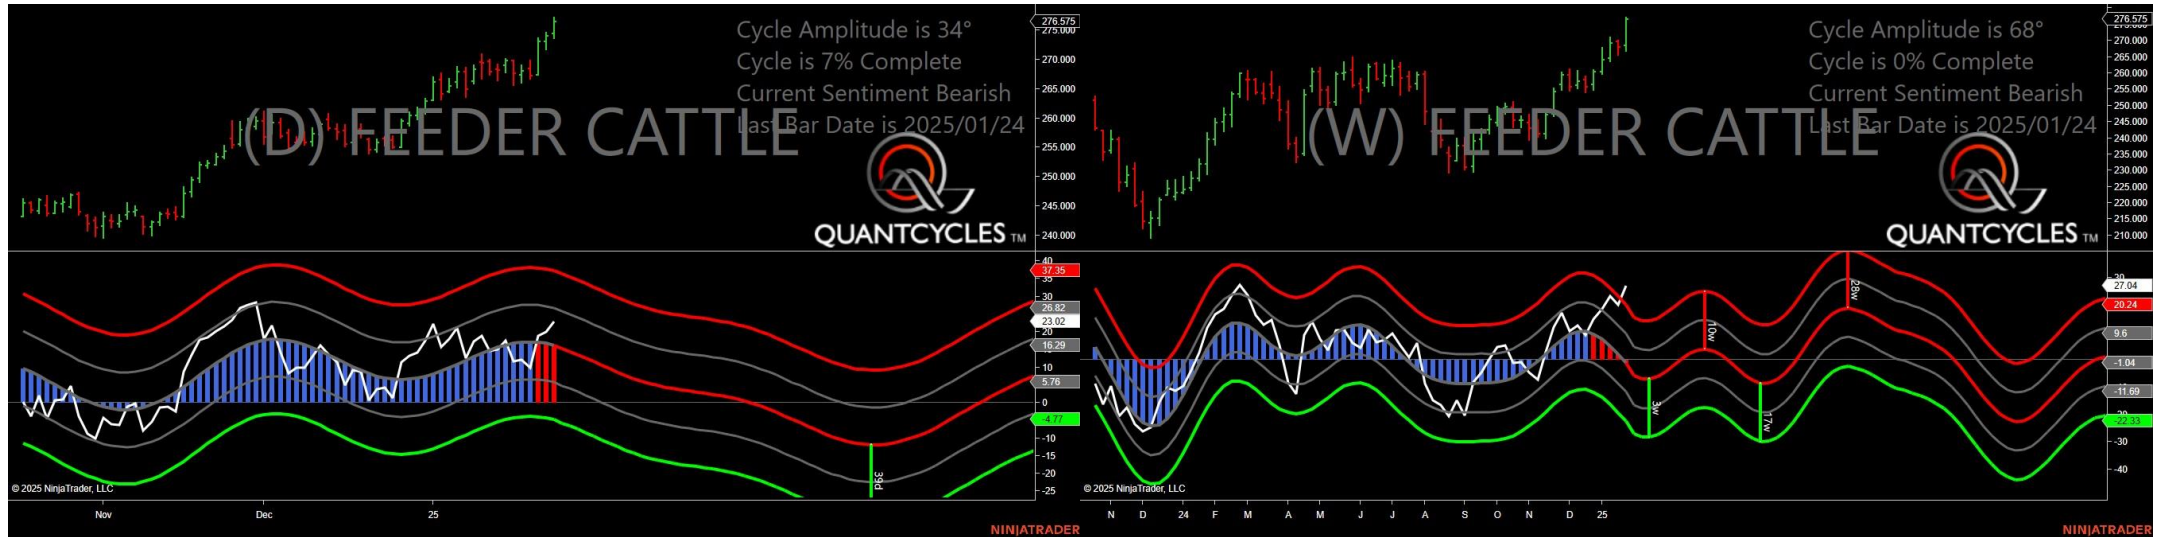 Cycle Amplitude is 34°
Cycle is 7% Complete
Current Sentiment Bearish
Last Bar Date is 2025/01/24
(D) FEEDER CATTLE
QUANTCYCLES TM
276.575
275.000
270.000
265.000
260.000
255.000
250.000
245.000
240.000
40
37.35
30
26.82
23.02
20
16.29
10
5.76
0
-4.77
-10
-15
-20
-25
39d
© 2025 NinjaTrader, LLC
Nov Dec 25
NINJATRADER
Cycle Amplitude is 68°
Cycle is 0% Complete
Current Sentiment Bearish
Last Bar Date is 2025/01/24
(W) FEEDER CATTLE
QUANTCYCLES TM
276.575
270.000
265.000
260.000
255.000
250.000
245.000
240.000
235.000
230.000
225.000
220.000
215.000
210.000
30
27.04
20.24
9.6
-1.04
-11.69
-22.33
-30
-40
3w
10w
17w
28w
© 2025 NinjaTrader, LLC
N D 24 F M A M J J A S O N D 25
NINJATRADER